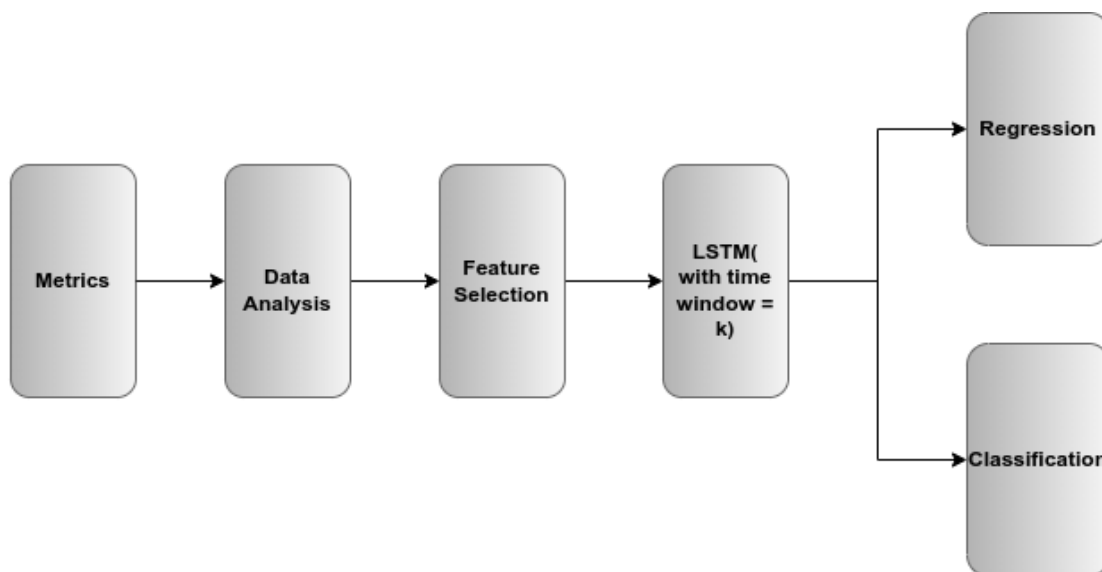 Metrics
Data
Analysis
Feature
Selection
LSTM(
with time
window =
k)
Regression
Classification